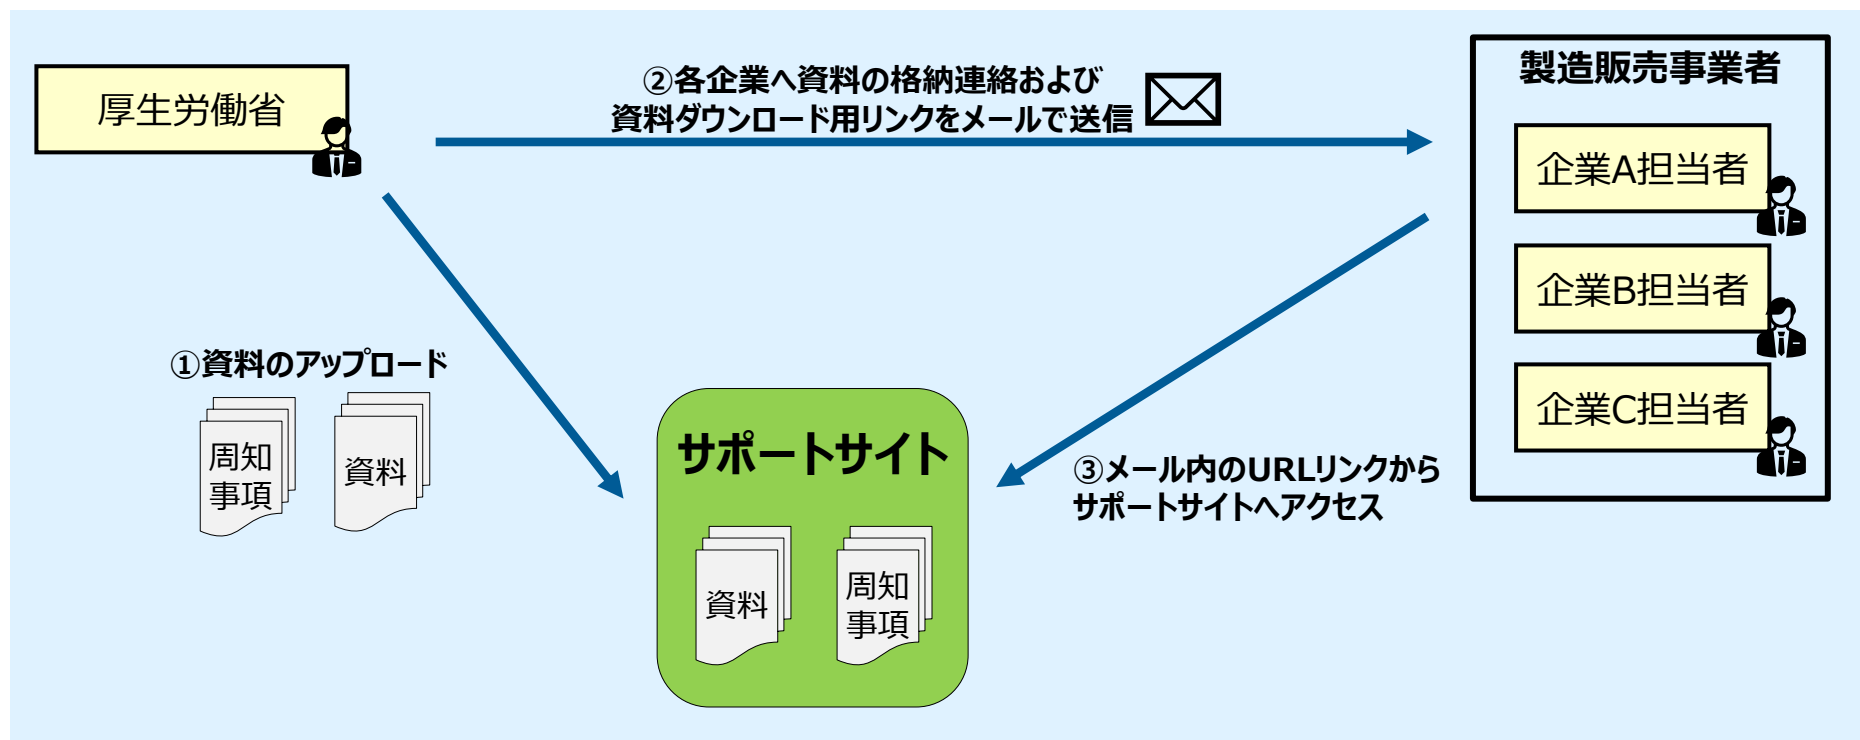 厚生労働省
②各企業へ資料の格納連絡および
資料ダウンロード用リンクをメールで送信
製造販売事業者
企業A担当者
企業B担当者
企業C担当者
①資料のアップロード
周知
事項
資料
サポートサイト
資料
周知
事項
③メール内のURLリンクから
サポートサイトへアクセス